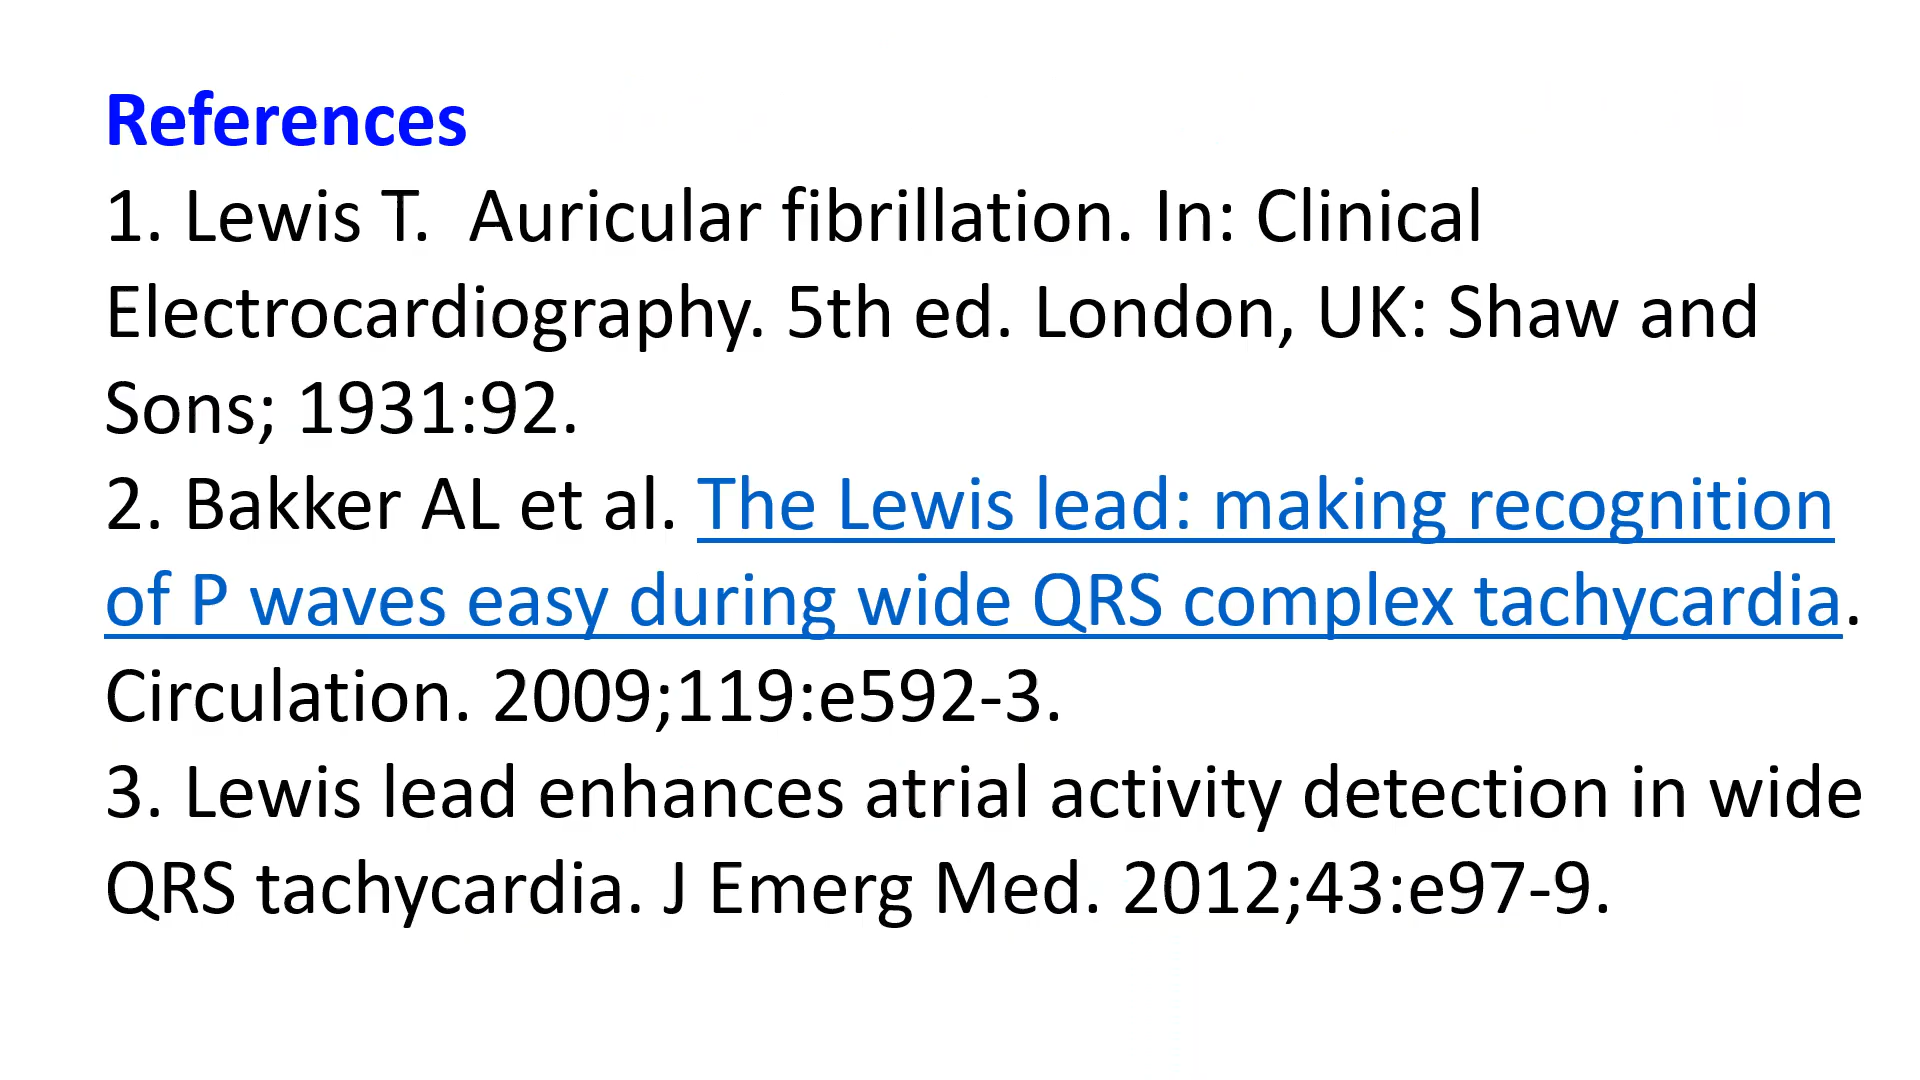 References
1. Lewis T.  Auricular fibrillation. In: Clinical
Electrocardiography. 5th ed. London, UK: Shaw and
Sons; 1931:92.
2. Bakker AL et al. The Lewis lead: making recognition
of P waves easy during wide QRS complex tachycardia.
Circulation. 2009;119:e592-3.
3. Lewis lead enhances atrial activity detection in wide
QRS tachycardia. J Emerg Med. 2012;43:e97-9.